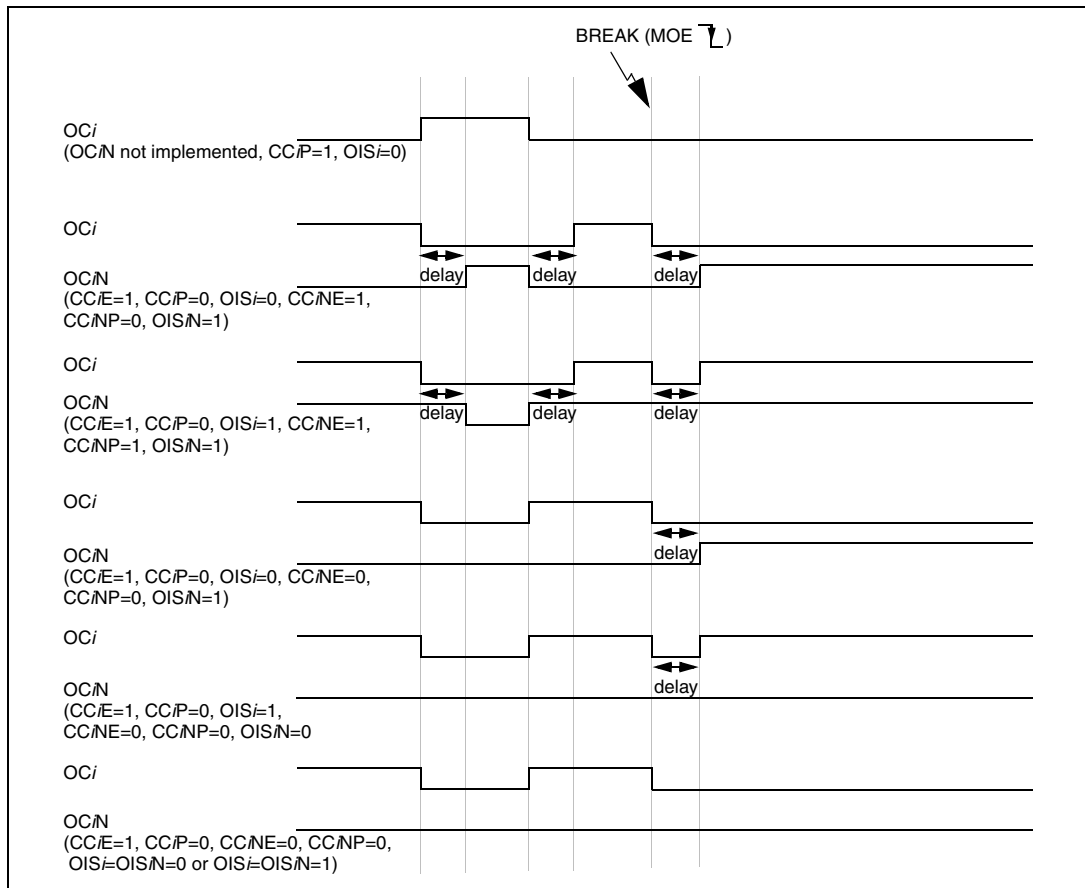 BREAK (MOE )
OCi
(OCiN not implemented, CCiP=1, OISi=0)
OCi
delay delay delay
OCiN
(CCiE=1, CCiP=0, OISi=0, CCiNE=1,
CCiNP=0, OISiN=1)
OCi
OCiN
delay delay delay
(CCiE=1, CCiP=0, OISi=1, CCiNE=1,
CCiNP=1, OISiN=1)
OCi
OCiN
delay
(CCiE=1, CCiP=0, OISi=0, CCiNE=0,
CCiNP=0, OISiN=1)
OCi
OCiN
delay
(CCiE=1, CCiP=0, OISi=1,
CCiNE=0, CCiNP=0, OISiN=0
OCi
OCiN
(CCiE=1, CCiP=0, CCiNE=0, CCiNP=0,
OISi=OISiN=0 or OISi=OISiN=1)